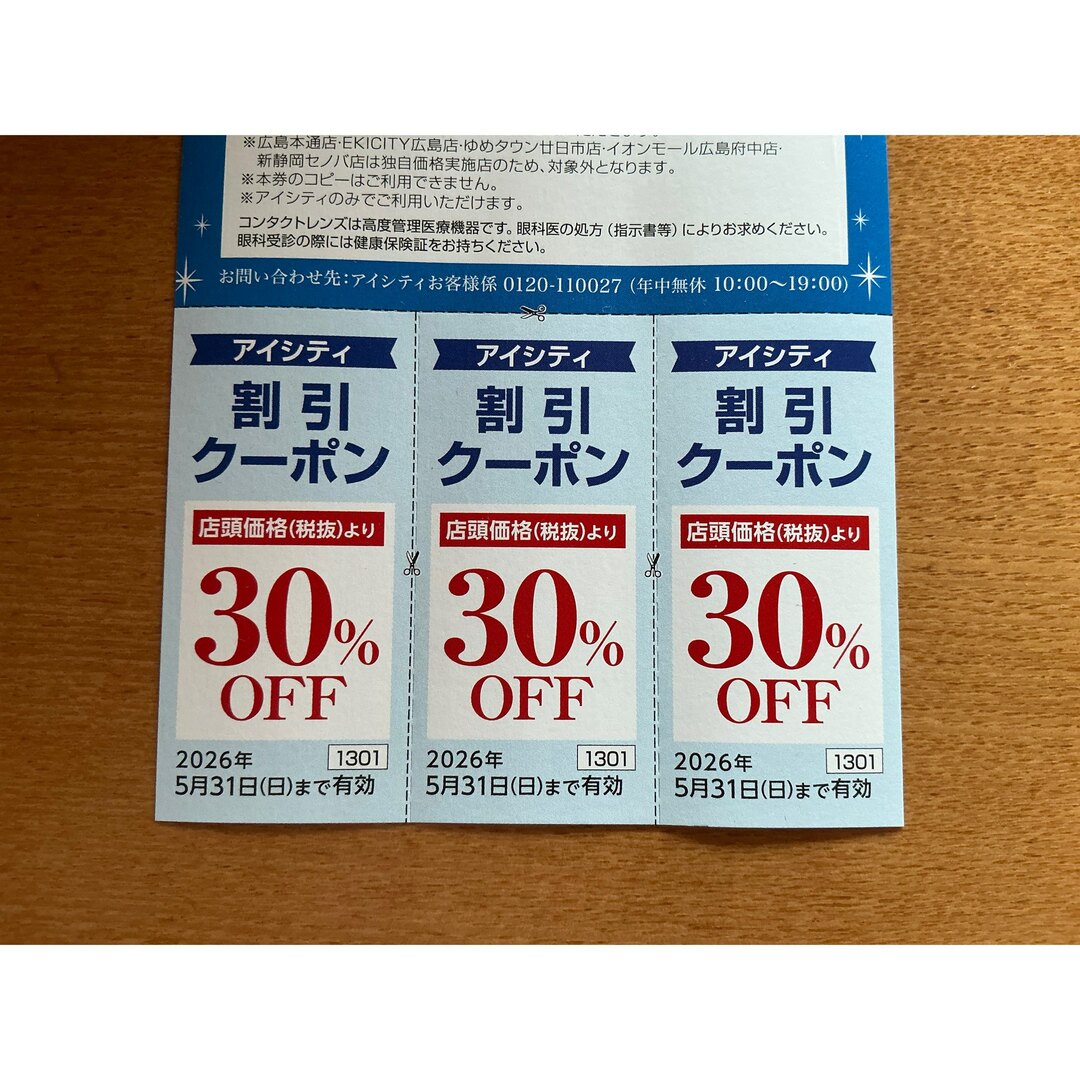 ※広島本通店・EKICITY広島店・ゆめタウン廿日市店・イオンモール広島府中店・
新静岡セノバ店は独自価格実施店のため、対象外となります。
※本券のコピーはご利用できません。
※アイシティのみでご利用いただけます。
コンタクトレンズは高度管理医療機器です。眼科医の処方（指示書等）によりお求めください。
眼科受診の際には健康保険証をお持ちください。
お問い合わせ先：アイシティお客様係 0120-110027 (年中無休 10:00〜19:00)
アイシティ
割引
クーポン
店頭価格(税抜)より
30%
OFF
2026年
1301
5月31日(日)まで有効
アイシティ
割引
クーポン
店頭価格(税抜)より
30%
OFF
2026年
1301
5月31日(日)まで有効
アイシティ
割引
クーポン
店頭価格(税抜)より
30%
OFF
2026年
1301
5月31日(日)まで有効